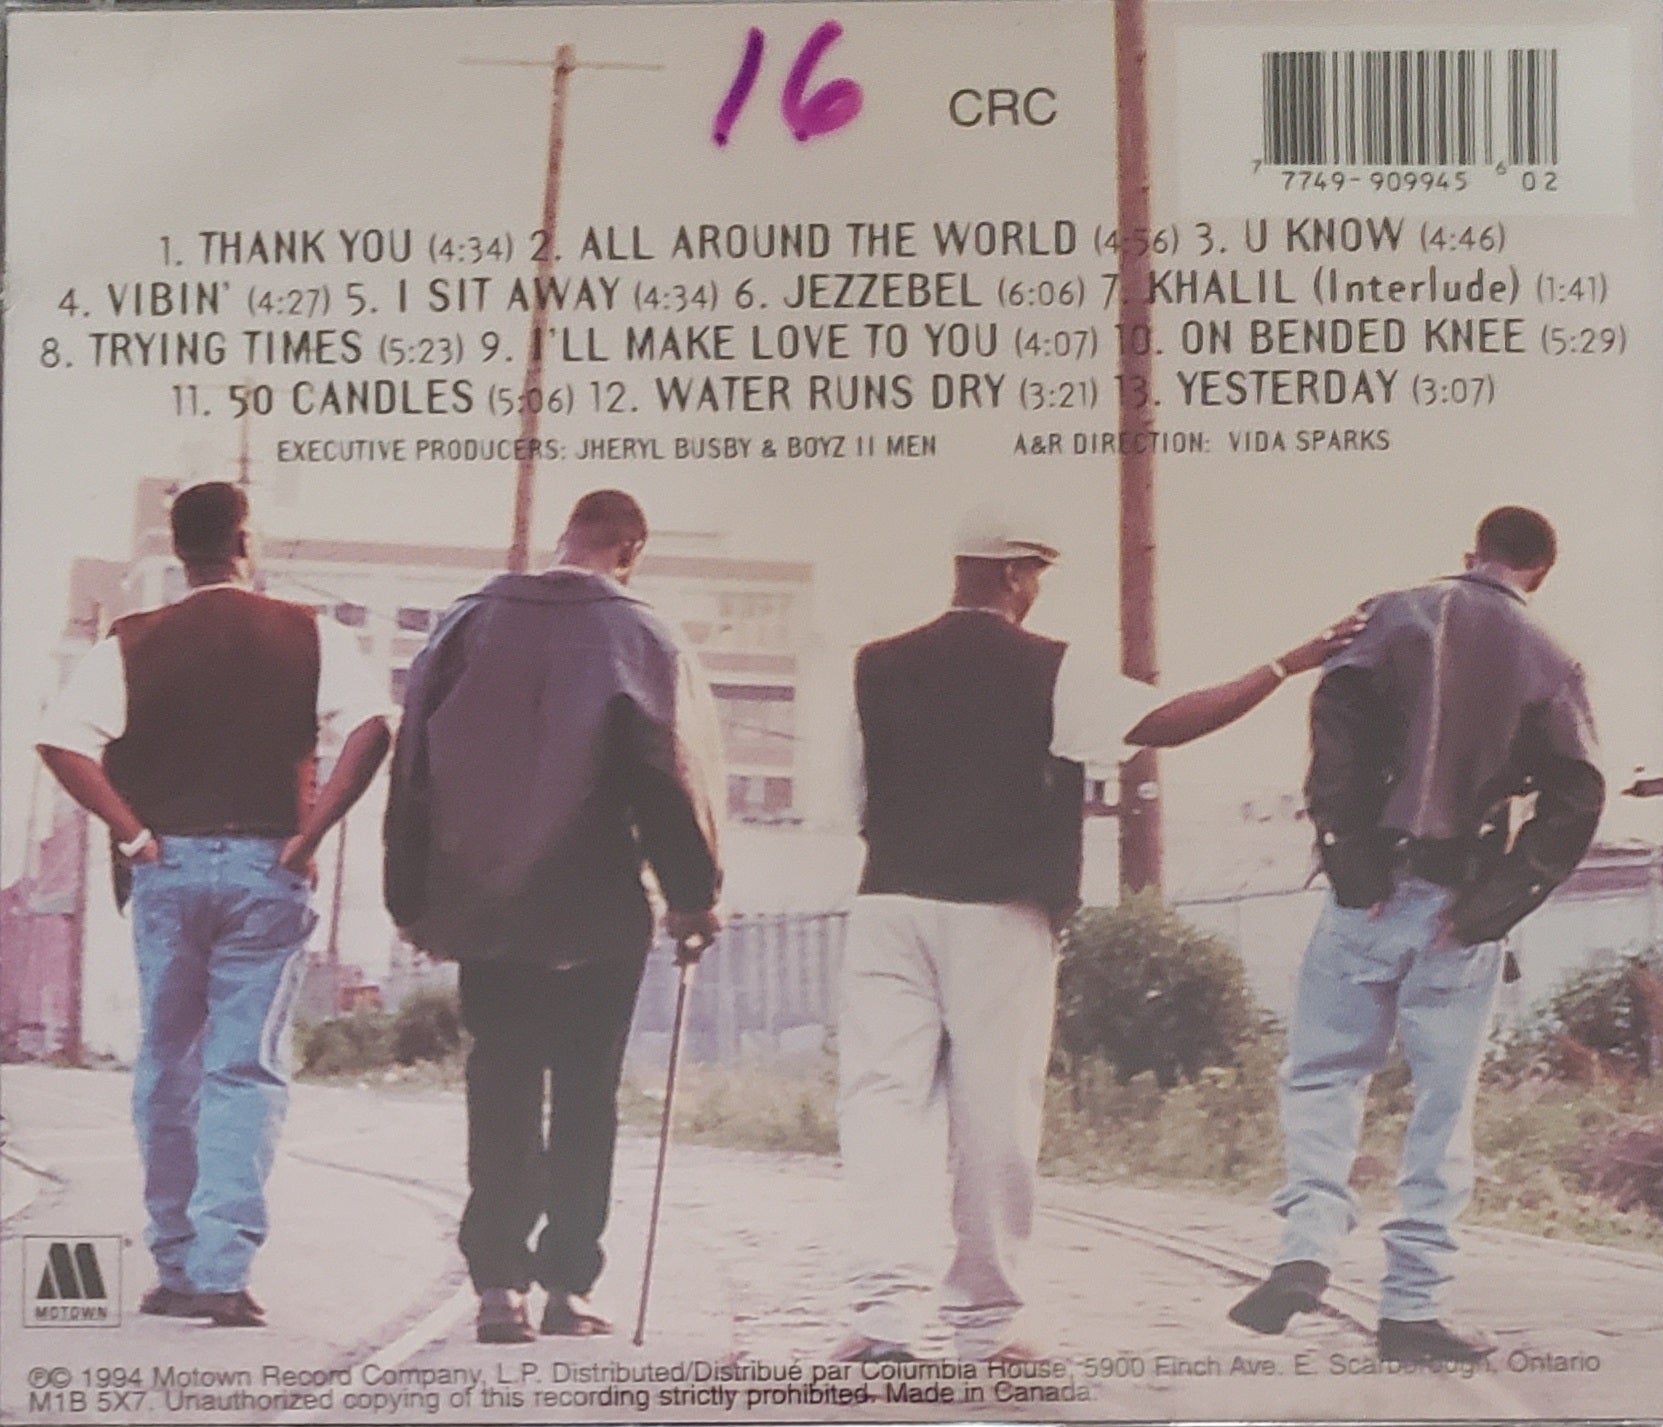 16
CRC
7 7749-909945 6 02
1. THANK YOU (4:34) 2. ALL AROUND THE WORLD (4:56) 3. U KNOW (4:46)
4. VIBIN' (4:27) 5. I SIT AWAY (4:34) 6. JEZZEBEL (6:06) 7. KHALIL (Interlude) (1:41)
8. TRYING TIMES (5:23) 9. I'LL MAKE LOVE TO YOU (4:07) 10. ON BENDED KNEE (5:29)
11. 50 CANDLES (5:06) 12. WATER RUNS DRY (3:21) 13. YESTERDAY (3:07)
EXECUTIVE PRODUCERS: JHERYL BUSBY & BOYZ II MEN A&R DIRECTION: VIDA SPARKS
MOTOWN
℗© 1994 Motown Record Company, L.P. Distributed/Distribué par Columbia House, 5900 Finch Ave. E. Scarborough, Ontario
M1B 5X7. Unauthorized copying of this recording strictly prohibited. Made in Canada.